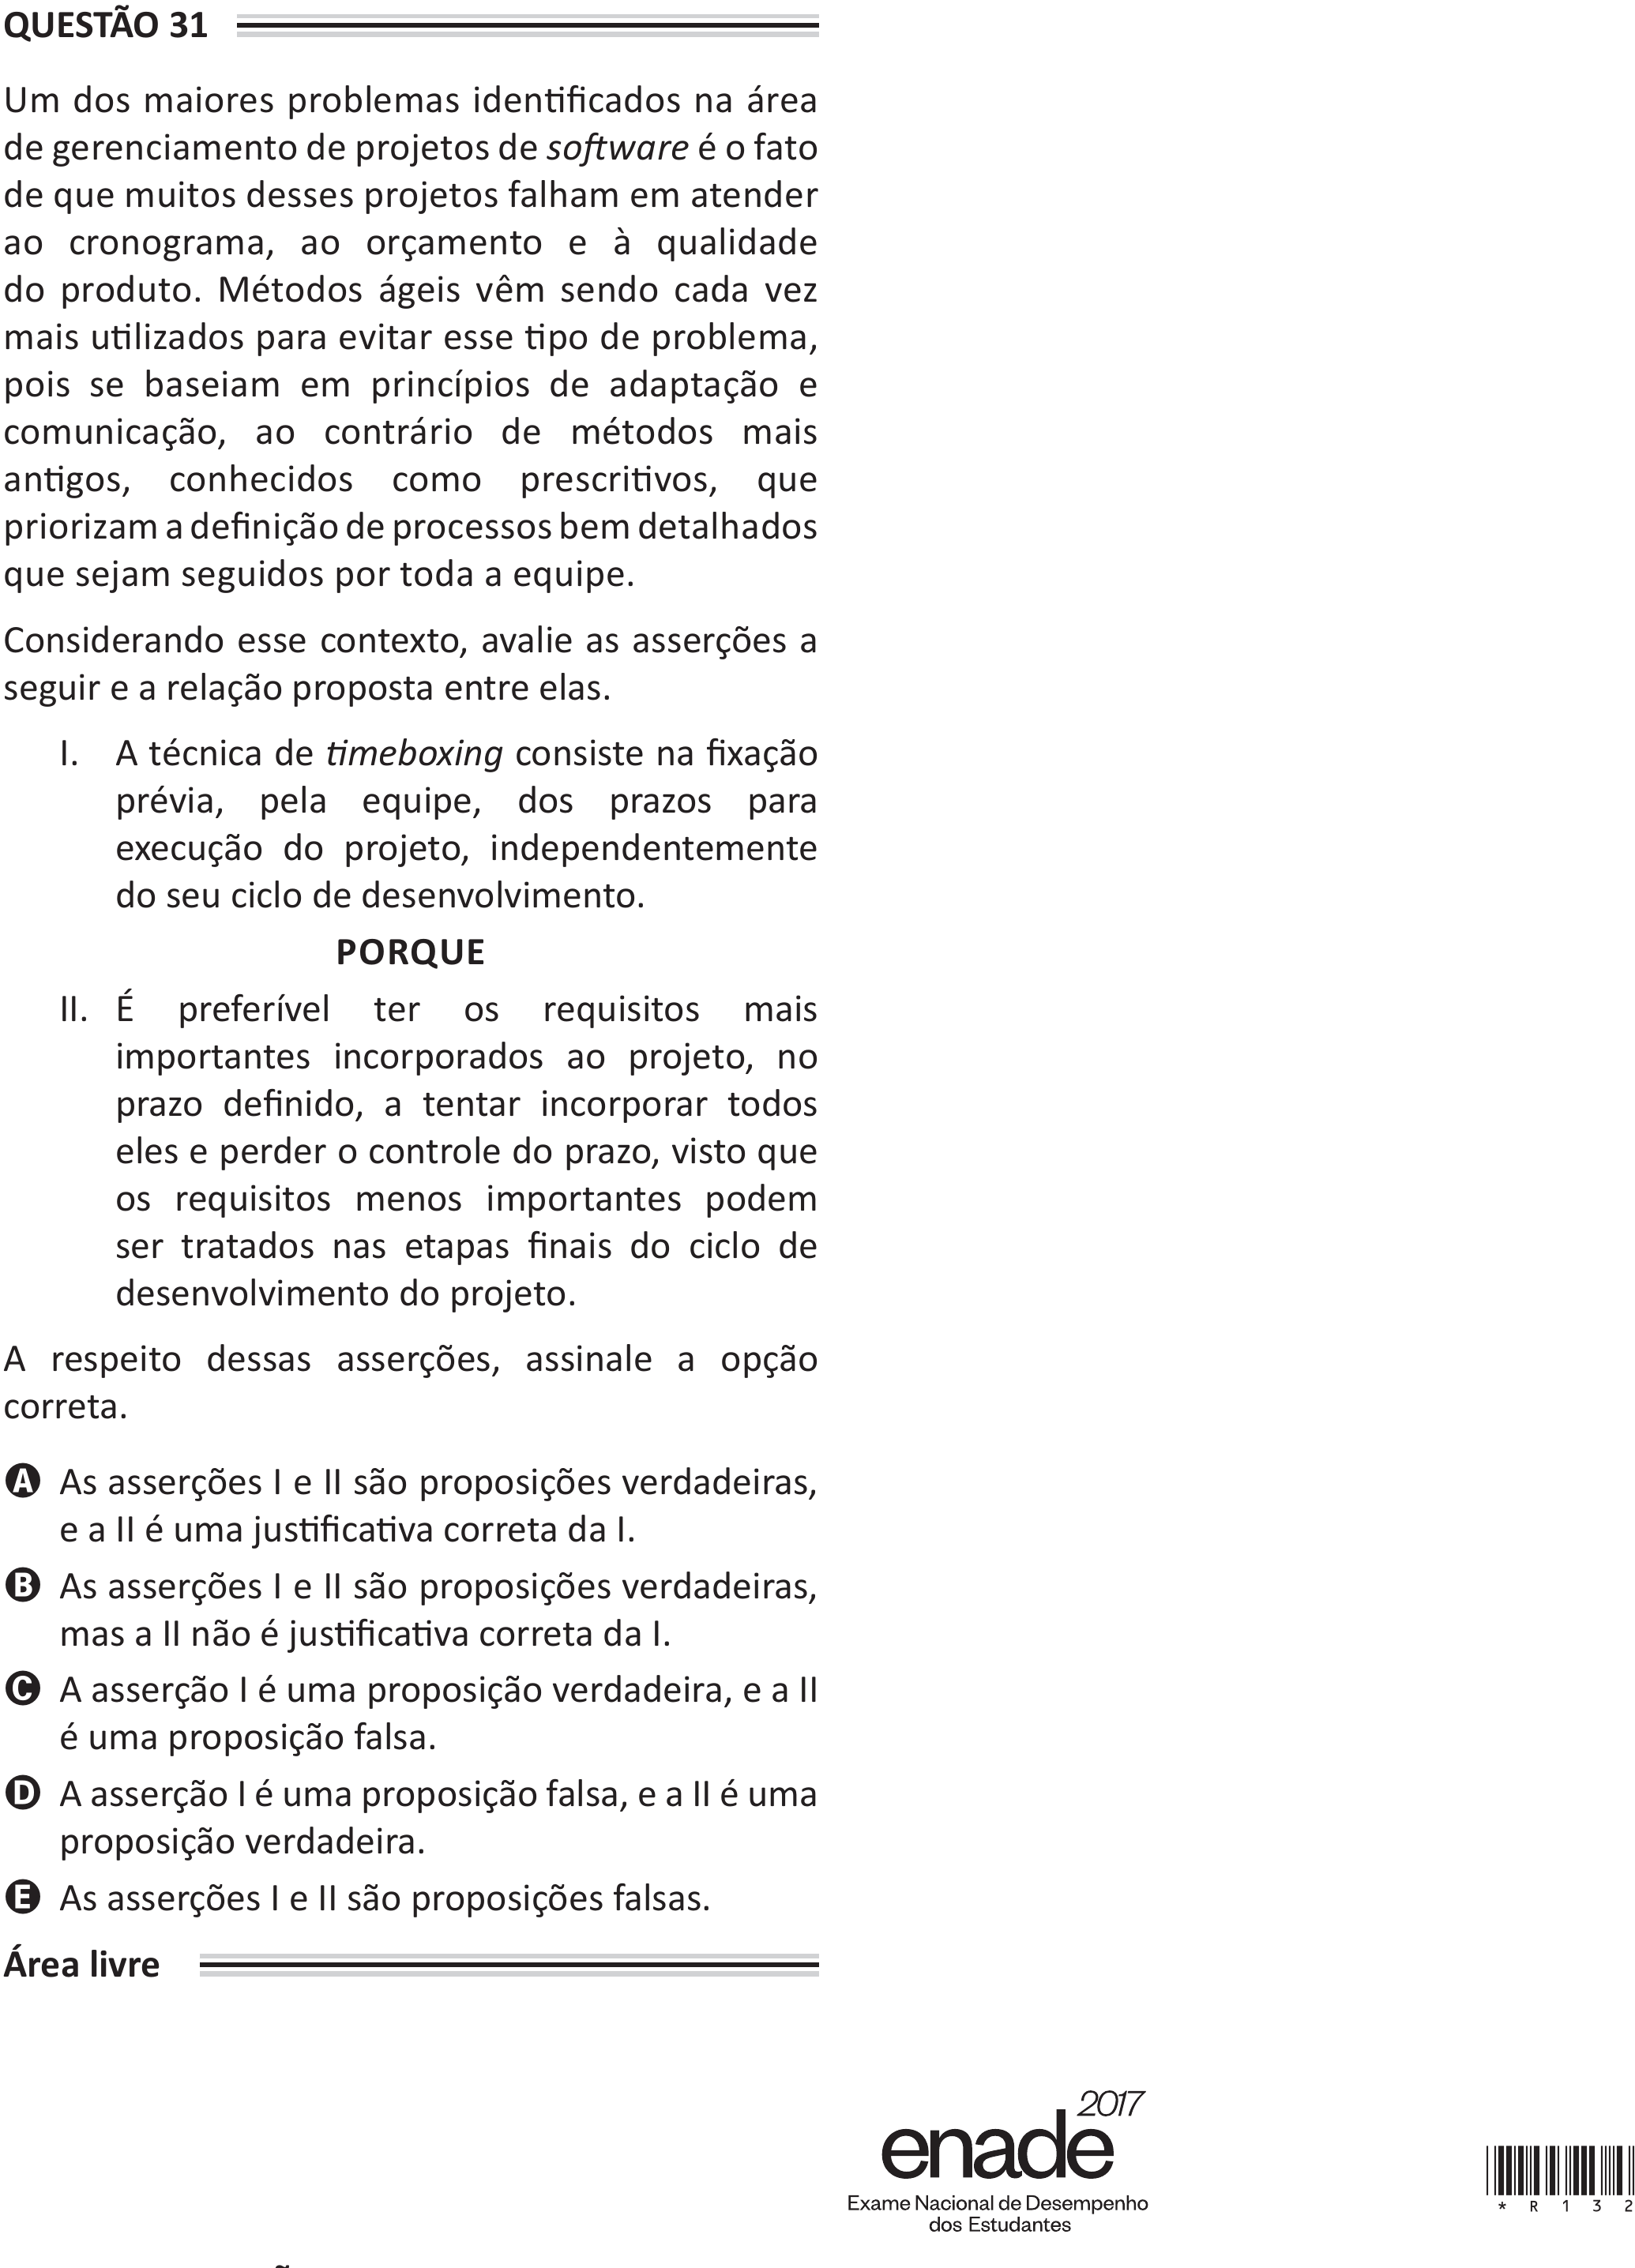 QUESTÃO 31
Um dos maiores problemas identificados na área
de gerenciamento de projetos de software é o fato
de que muitos desses projetos falham em atender
ao cronograma, ao orçamento e à qualidade
do produto. Métodos ágeis vêm sendo cada vez
mais utilizados para evitar esse tipo de problema,
pois se baseiam em princípios de adaptação e
comunicação, ao contrário de métodos mais
antigos, conhecidos como prescritivos, que
priorizam a definição de processos bem detalhados
que sejam seguidos por toda a equipe.
Considerando esse contexto, avalie as asserções a
seguir e a relação proposta entre elas.
I. A técnica de timeboxing consiste na fixação
prévia, pela equipe, dos prazos para
execução do projeto, independentemente
do seu ciclo de desenvolvimento.
PORQUE
II. É preferível ter os requisitos mais
importantes incorporados ao projeto, no
prazo definido, a tentar incorporar todos
eles e perder o controle do prazo, visto que
os requisitos menos importantes podem
ser tratados nas etapas finais do ciclo de
desenvolvimento do projeto.
A respeito dessas asserções, assinale a opção
correta.
A As asserções I e II são proposições verdadeiras,
e a II é uma justificativa correta da I.
B As asserções I e II são proposições verdadeiras,
mas a II não é justificativa correta da I.
C A asserção I é uma proposição verdadeira, e a II
é uma proposição falsa.
D A asserção I é uma proposição falsa, e a II é uma
proposição verdadeira.
E As asserções I e II são proposições falsas.
Área livre
2017
enade
Exame Nacional de Desempenho
dos Estudantes
* R 1 3 2